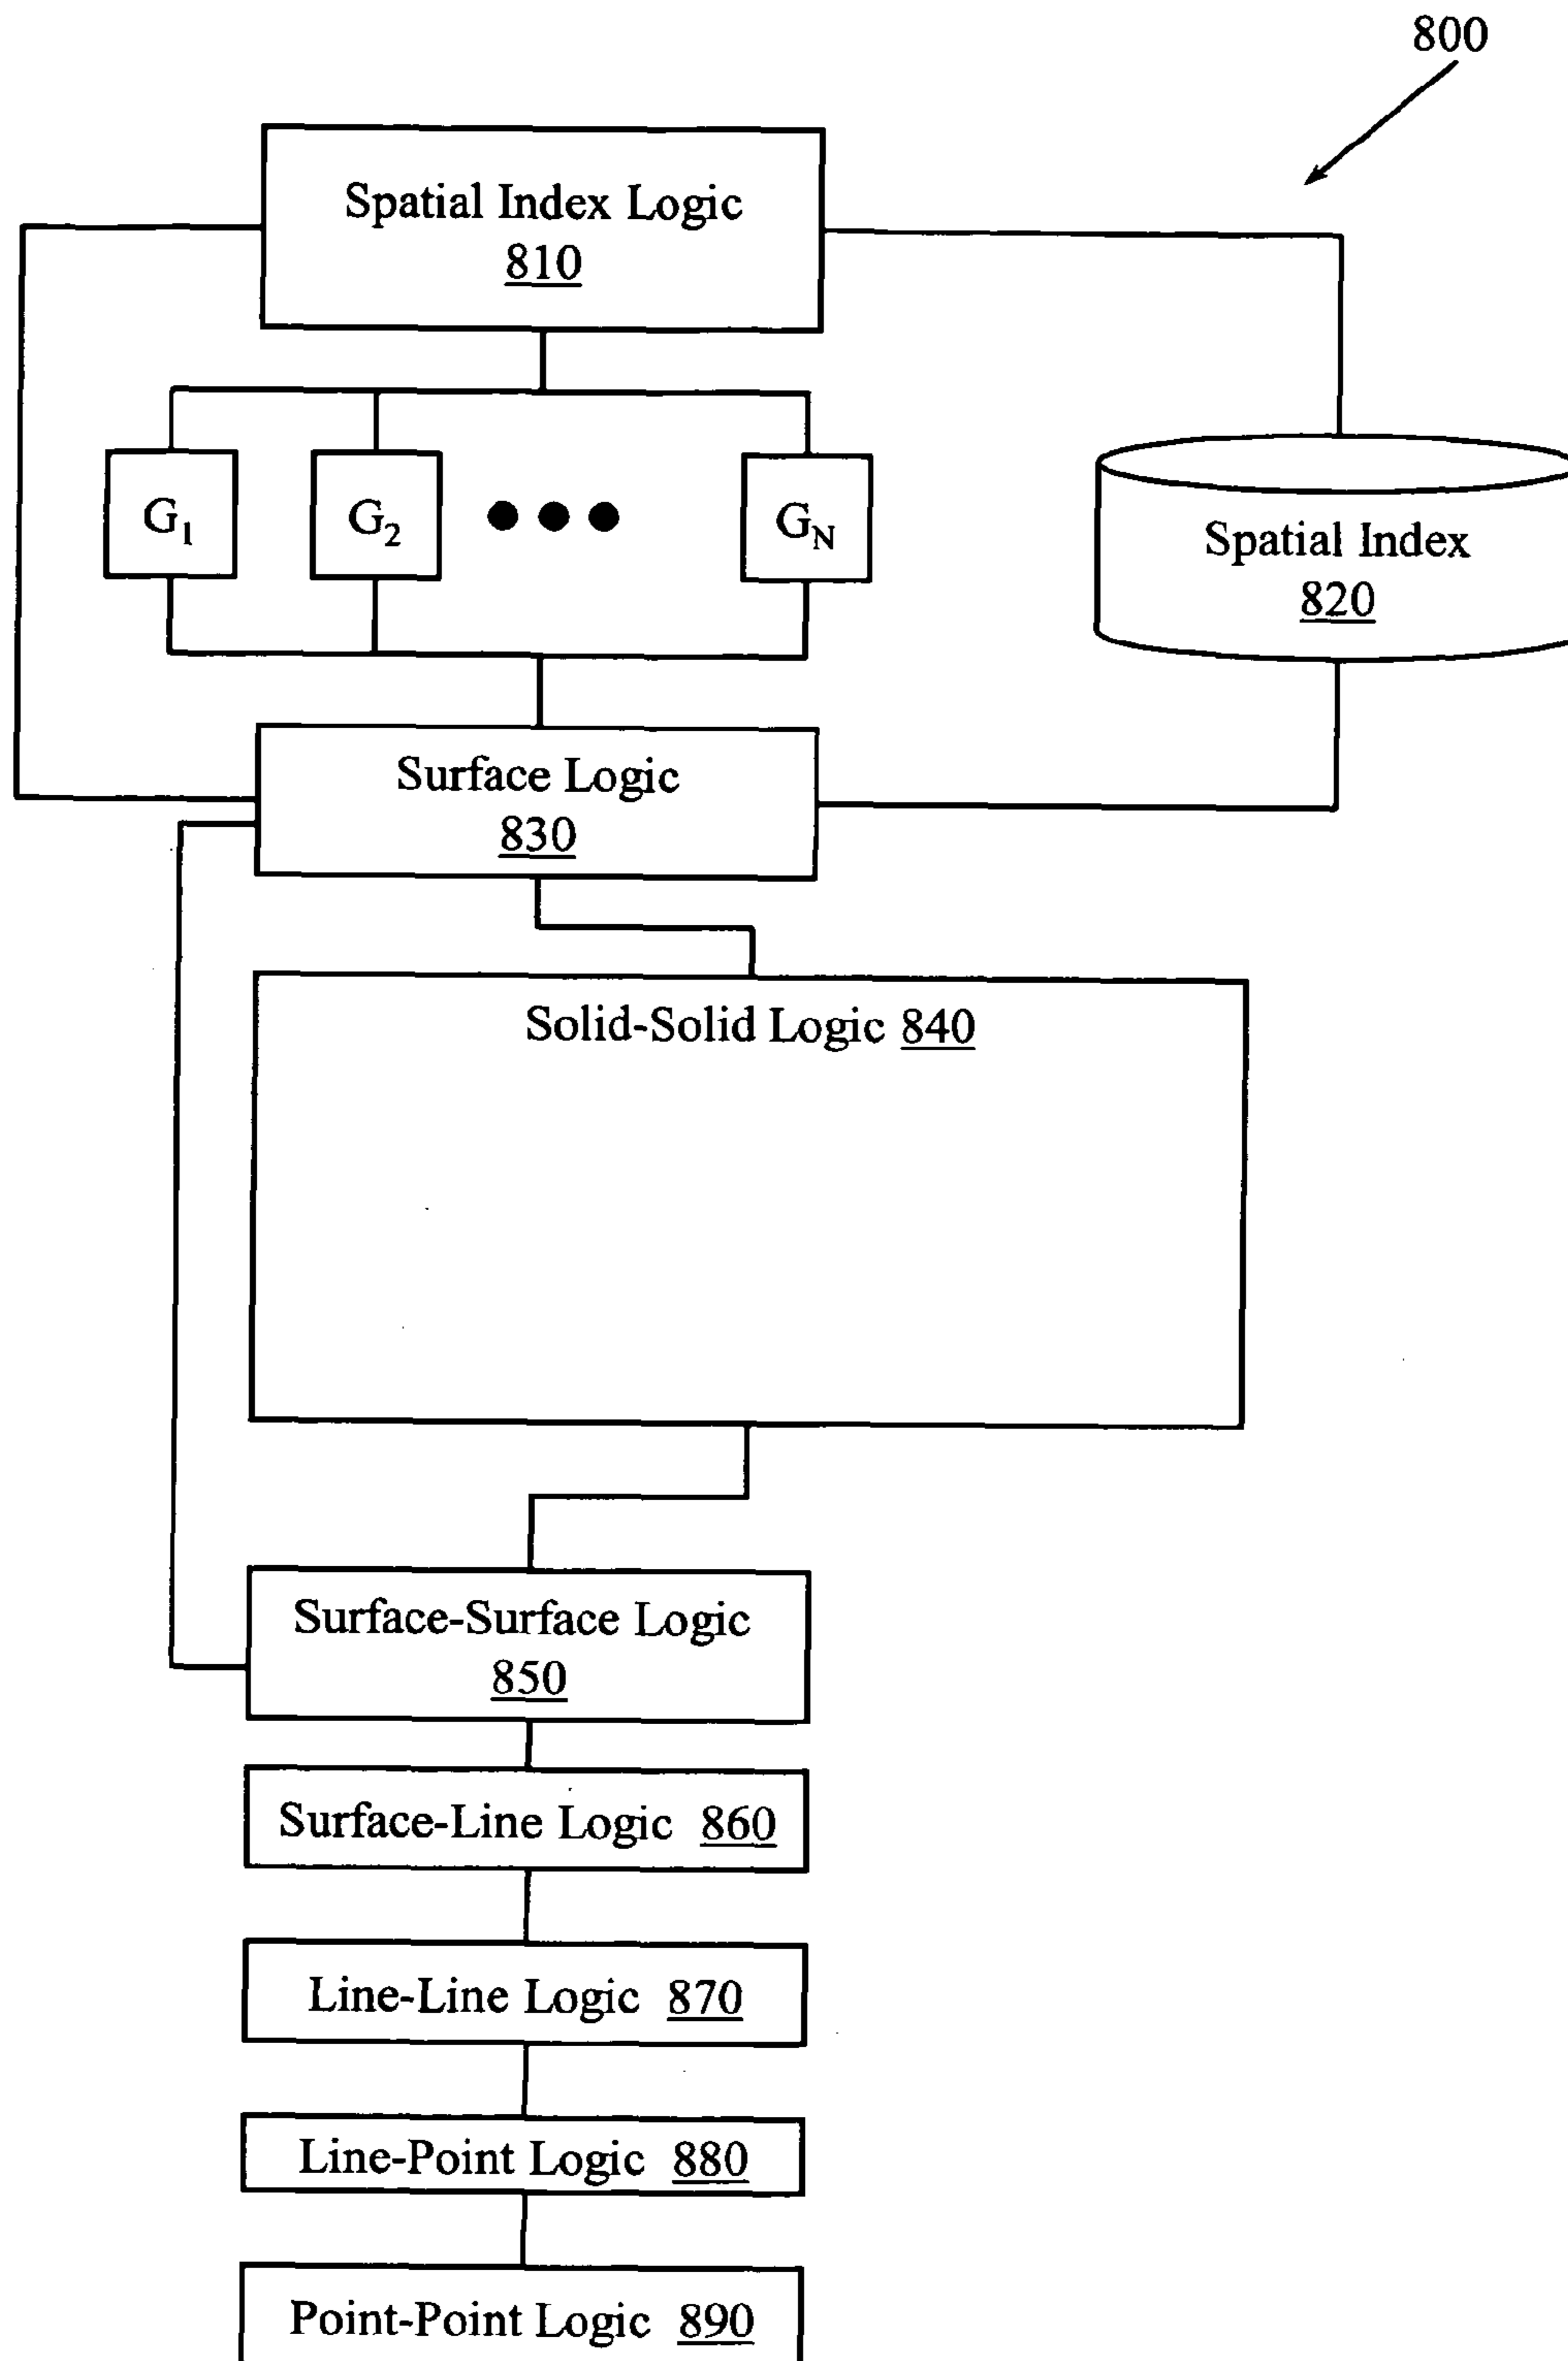 800
Spatial Index Logic
810
G₁ G₂ ●●● G_N
Spatial Index
820
Surface Logic
830
Solid-Solid Logic 840
Surface-Surface Logic
850
Surface-Line Logic 860
Line-Line Logic 870
Line-Point Logic 880
Point-Point Logic 890